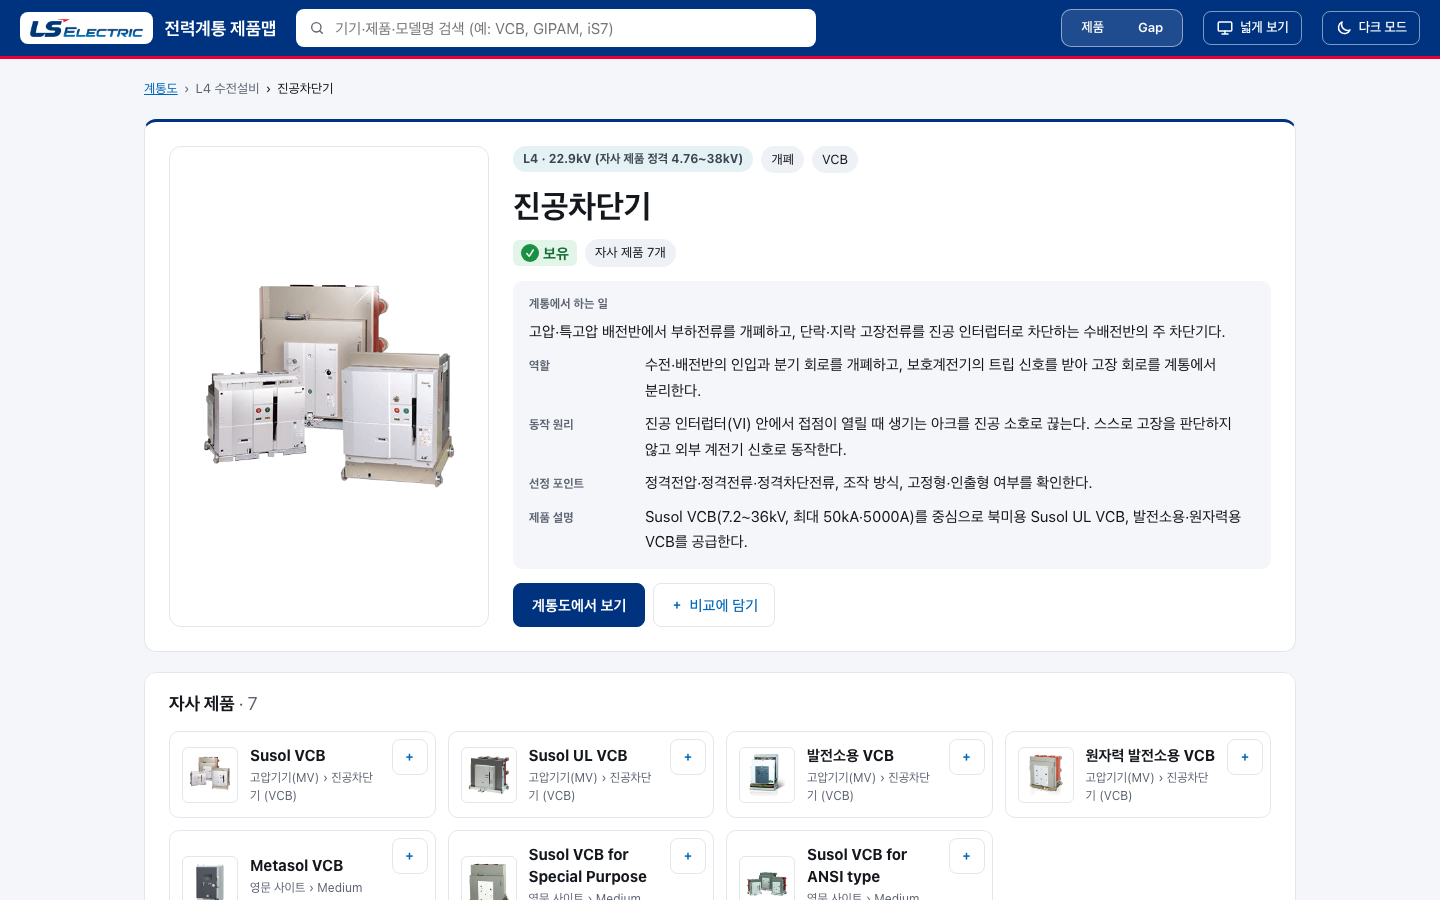 LS ELECTRIC 전력계통 제품맵 기기·제품·모델명 검색 (예: VCB, GIPAM, iS7) 제품 Gap 넓게 보기 다크 모드
계통도 › L4 수전설비 › 진공차단기
L4 · 22.9kV (자사 제품 정격 4.76~38kV) 개폐 VCB
진공차단기
보유 자사 제품 7개
계통에서 하는 일
고압·특고압 배전반에서 부하전류를 개폐하고, 단락·지락 고장전류를 진공 인터럽터로 차단하는 수배전반의 주 차단기다.
역할 수전·배전반의 인입과 분기 회로를 개폐하고, 보호계전기의 트립 신호를 받아 고장 회로를 계통에서
분리한다.
동작 원리 진공 인터럽터(VI) 안에서 접점이 열릴 때 생기는 아크를 진공 소호로 끊는다. 스스로 고장을 판단하지
않고 외부 계전기 신호로 동작한다.
선정 포인트 정격전압·정격전류·정격차단전류, 조작 방식, 고정형·인출형 여부를 확인한다.
제품 설명 Susol VCB(7.2~36kV, 최대 50kA·5000A)를 중심으로 북미용 Susol UL VCB, 발전소용·원자력용
VCB를 공급한다.
계통도에서 보기 + 비교에 담기
자사 제품 · 7
Susol VCB +
고압기기(MV) › 진공차단
기 (VCB)
Susol UL VCB +
고압기기(MV) › 진공차단
기 (VCB)
발전소용 VCB +
고압기기(MV) › 진공차단
기 (VCB)
원자력 발전소용 VCB +
고압기기(MV) › 진공차단
기 (VCB)
Metasol VCB +
영문 사이트 › Medium
Susol VCB for +
Special Purpose
영문 사이트 › Medium
Susol VCB for +
ANSI type
영문 사이트 › Medium